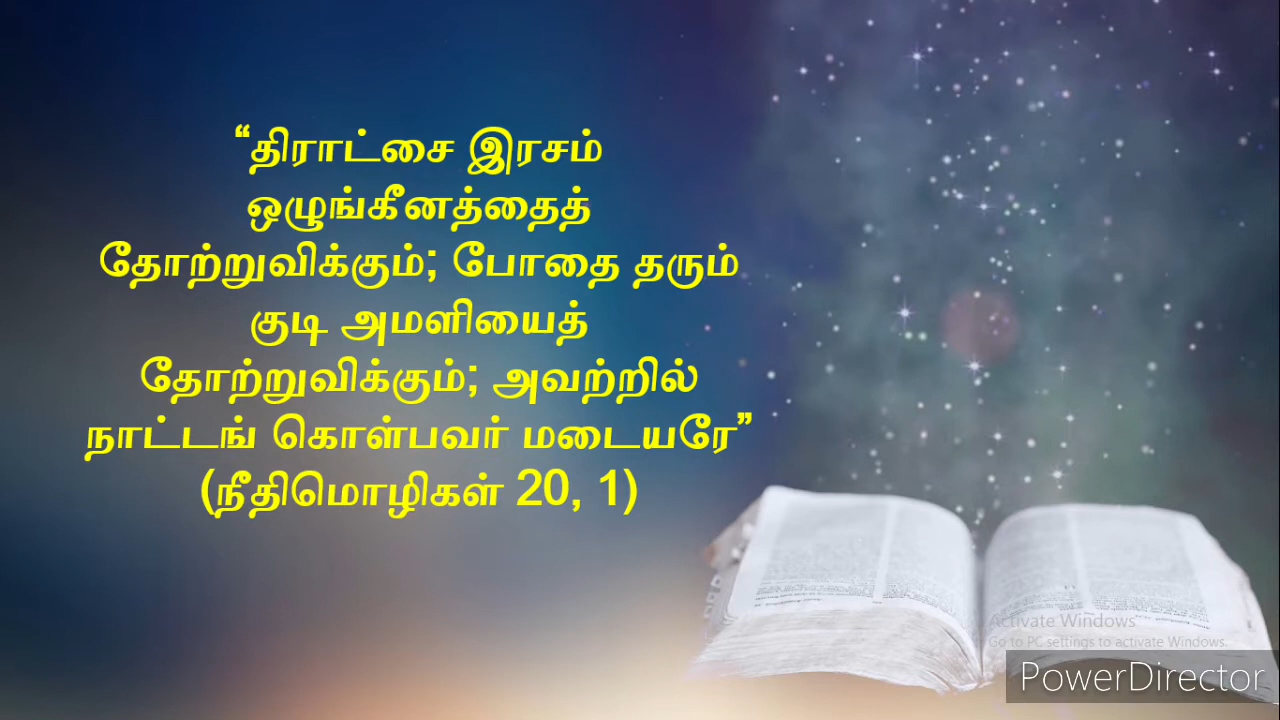 “திராட்சை இரசம்
ஒழுங்கீனத்தைத்
தோற்றுவிக்கும்; போதை தரும்
குடி அமளியைத்
தோற்றுவிக்கும்; அவற்றில்
நாட்டங் கொள்பவர் மடையரே”
(நீதிமொழிகள் 20, 1)
Activate Windows
Go to PC settings to activate Windows.
PowerDirector